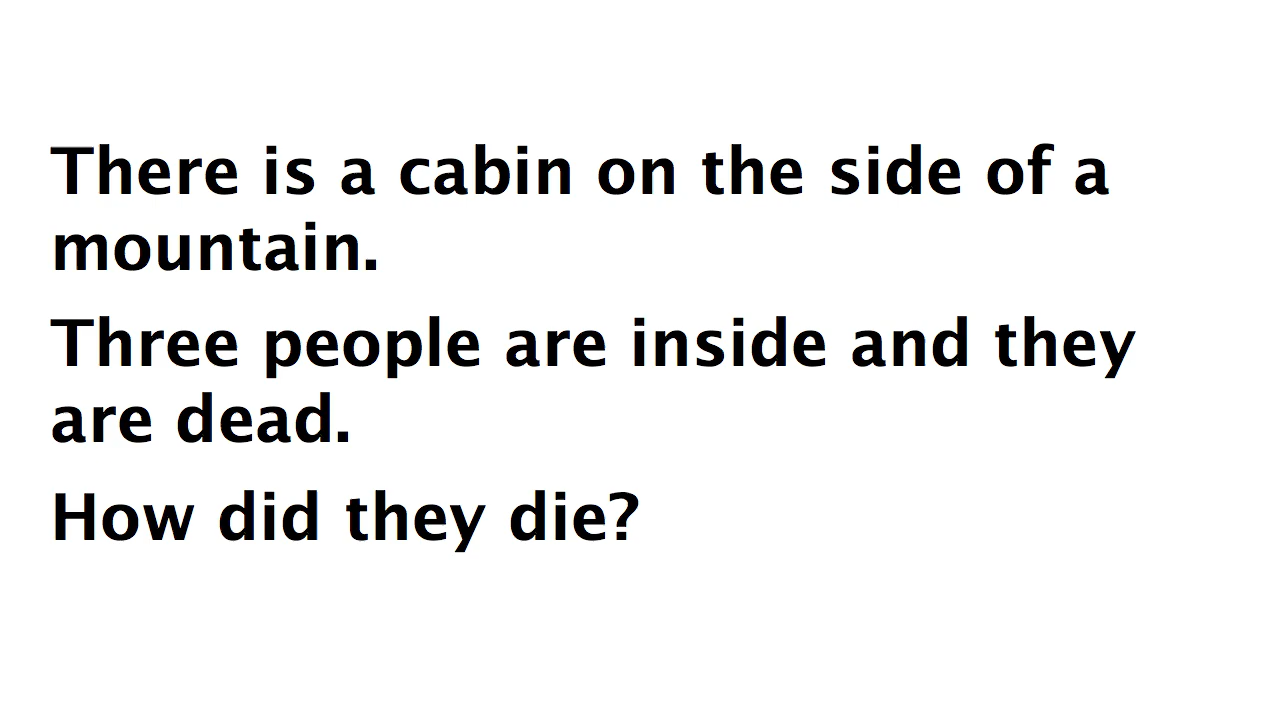 There is a cabin on the side of a
mountain.
Three people are inside and they
are dead.
How did they die?